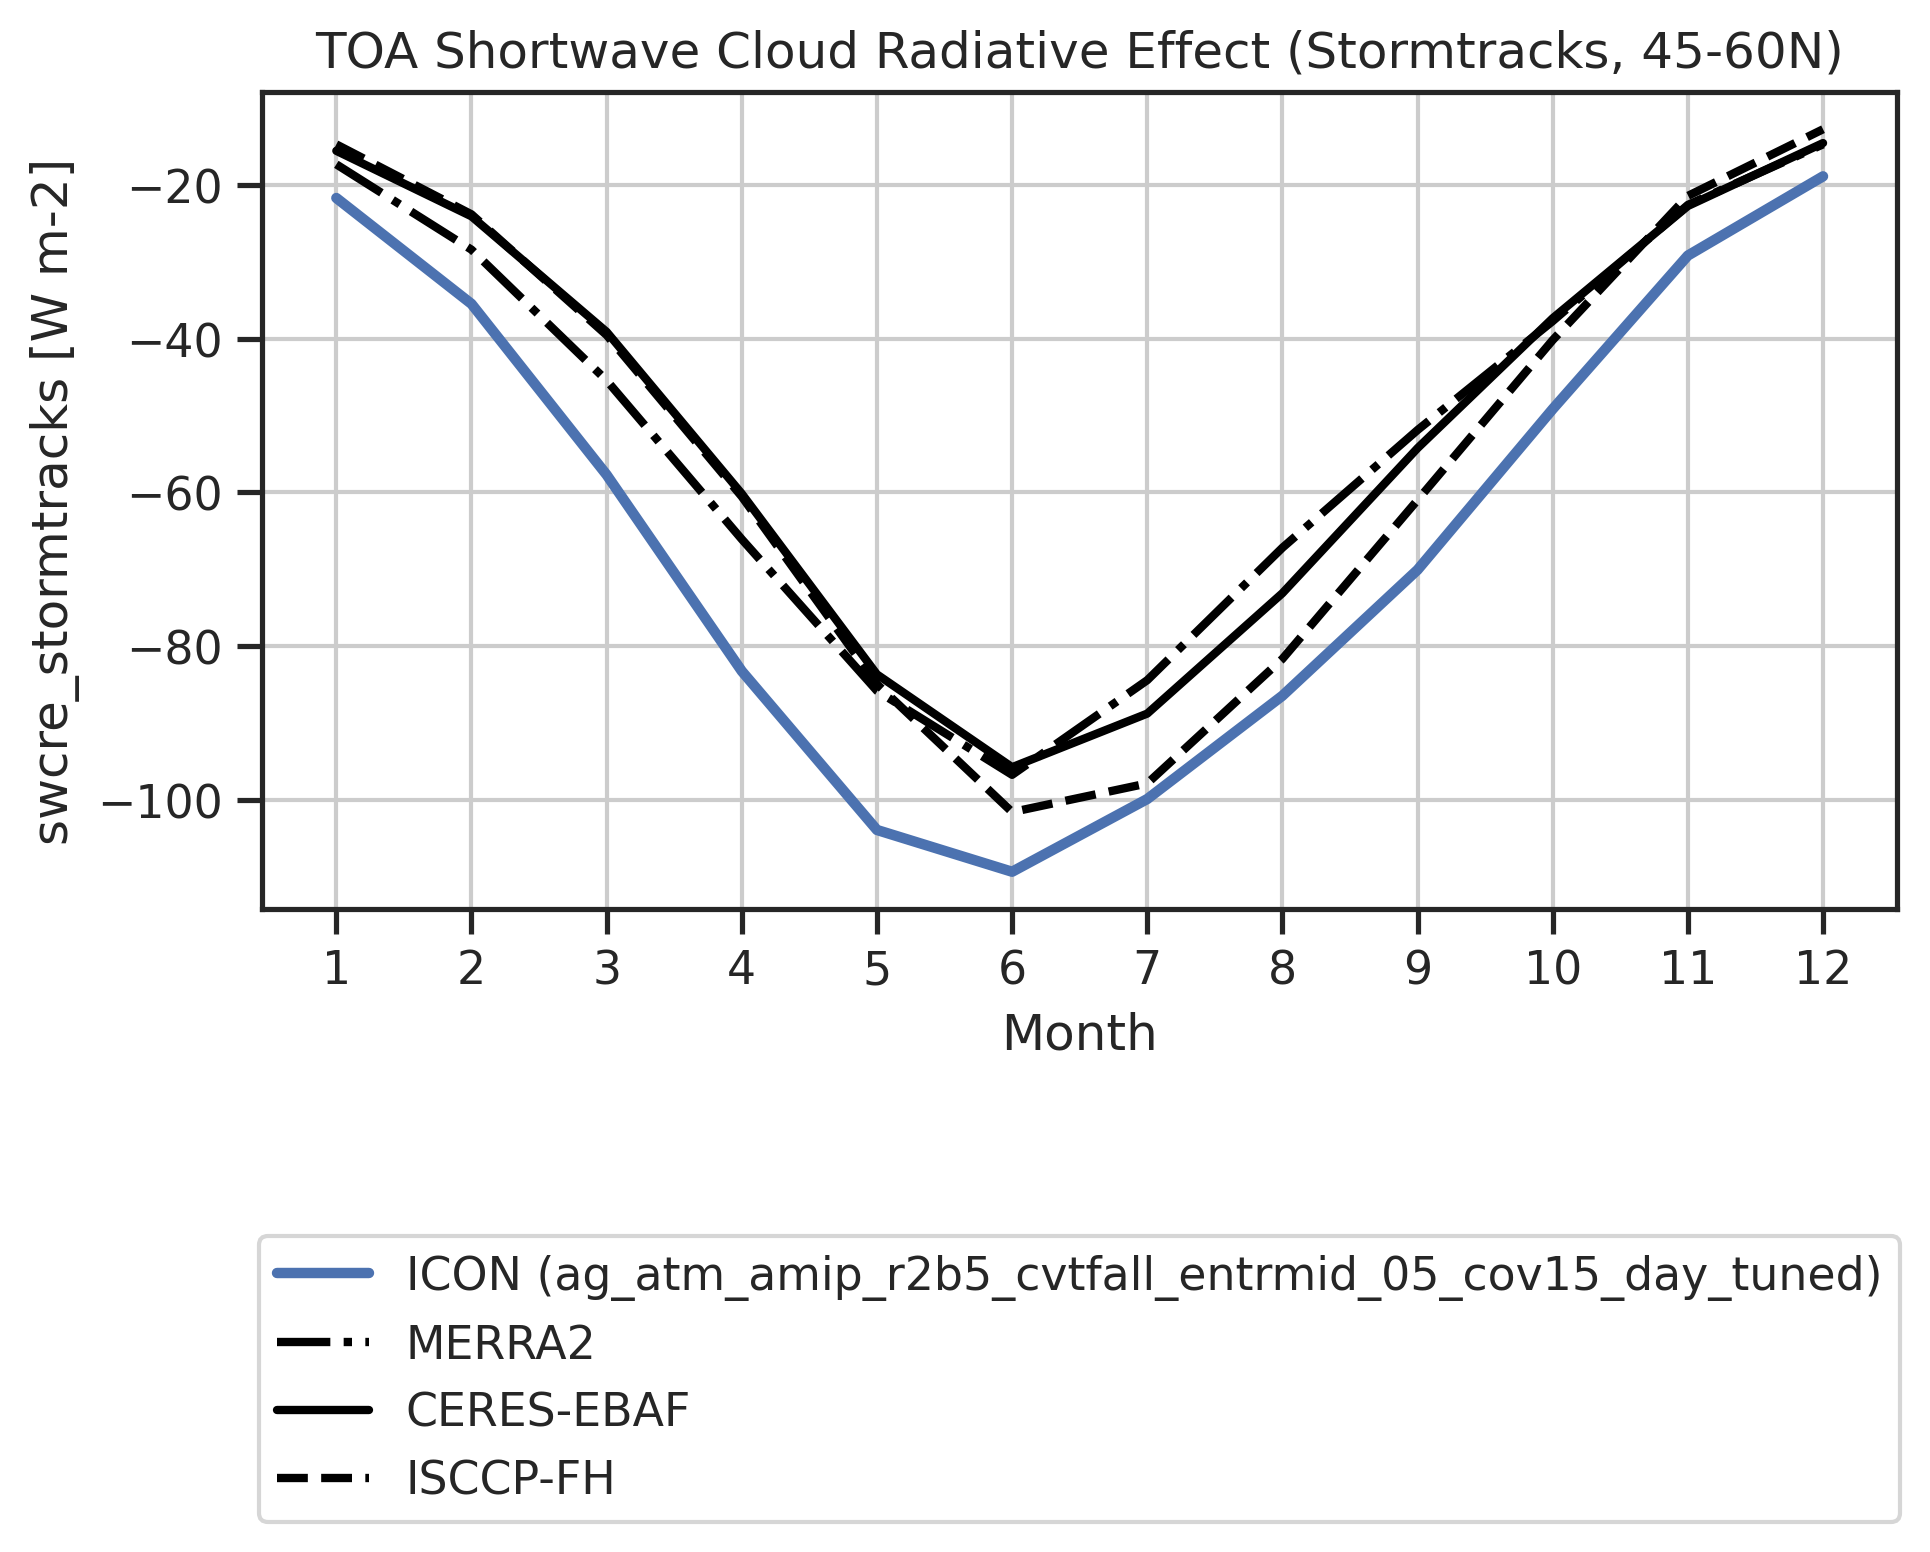 TOA Shortwave Cloud Radiative Effect (Stormtracks, 45-60N)
swcre_stormtracks [W m-2]
−20
−40
−60
−80
−100
1 2 3 4 5 6 7 8 9 10 11 12
Month
ICON (ag_atm_amip_r2b5_cvtfall_entrmid_05_cov15_day_tuned)
MERRA2
CERES-EBAF
ISCCP-FH